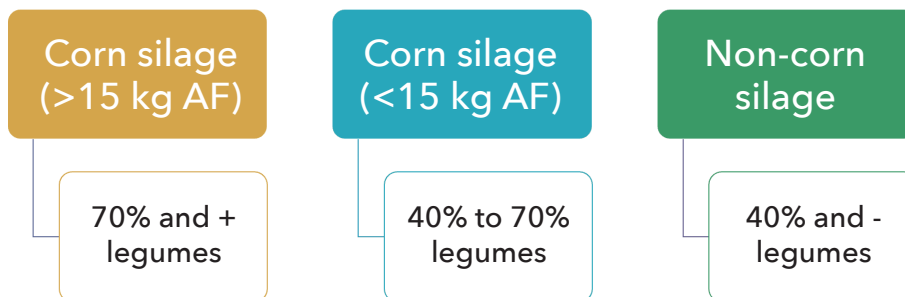 Corn silage
(>15 kg AF)
70% and +
legumes
Corn silage
(<15 kg AF)
40% to 70%
legumes
Non-corn
silage
40% and -
legumes